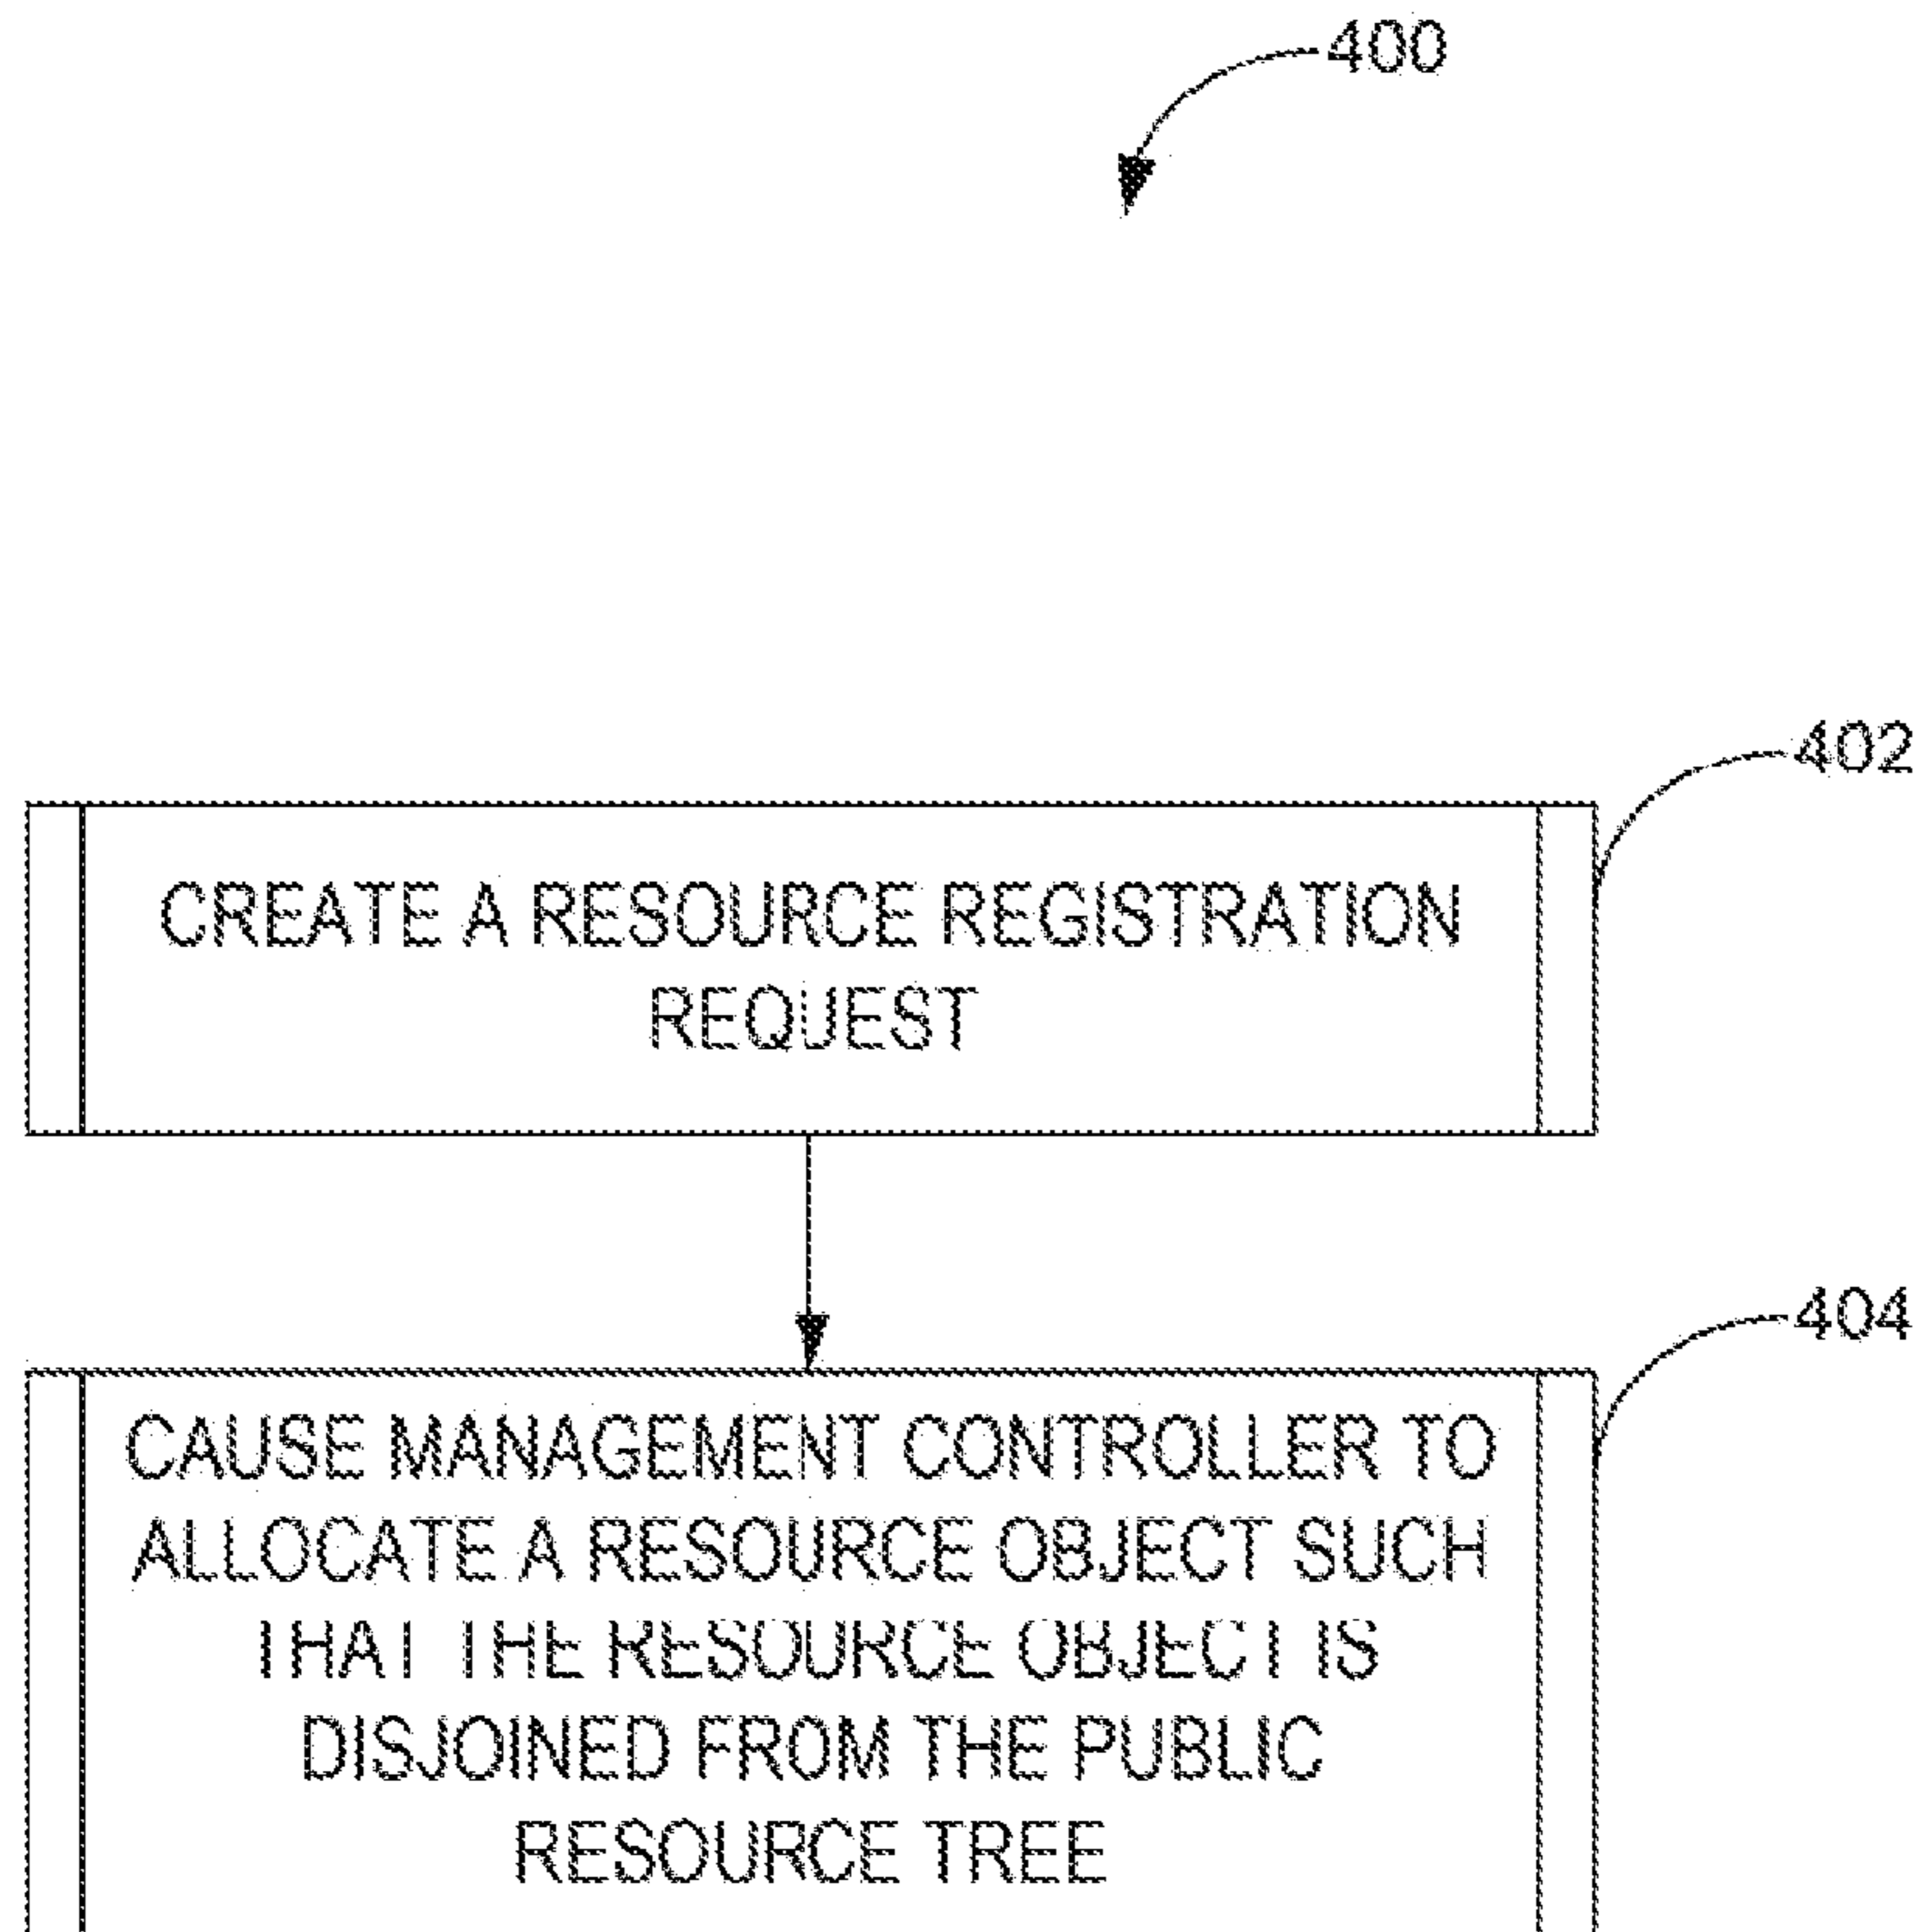 400
402
CREATE A RESOURCE REGISTRATION
REQUEST
404
CAUSE MANAGEMENT CONTROLLER TO
ALLOCATE A RESOURCE OBJECT SUCH
THAT THE RESOURCE OBJECT IS
DISJOINED FROM THE PUBLIC
RESOURCE TREE